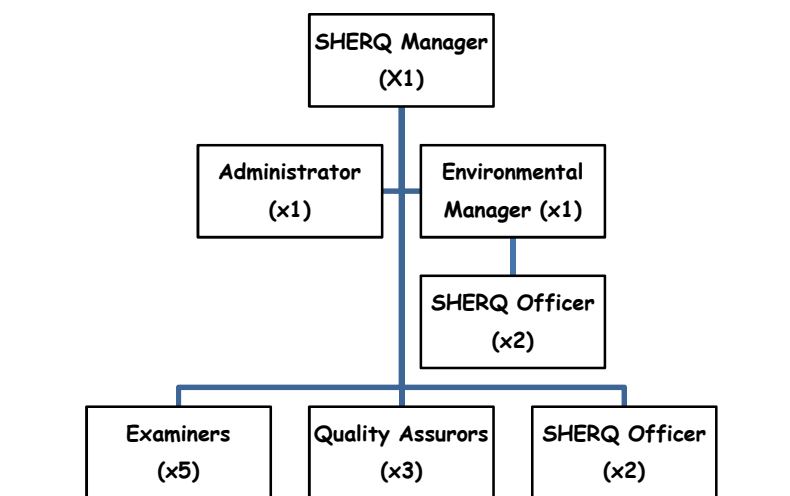 SHERQ Manager
(X1)
Administrator
(x1)
Environmental
Manager (x1)
SHERQ Officer
(x2)
Examiners
(x5)
Quality Assurors
(x3)
SHERQ Officer
(x2)